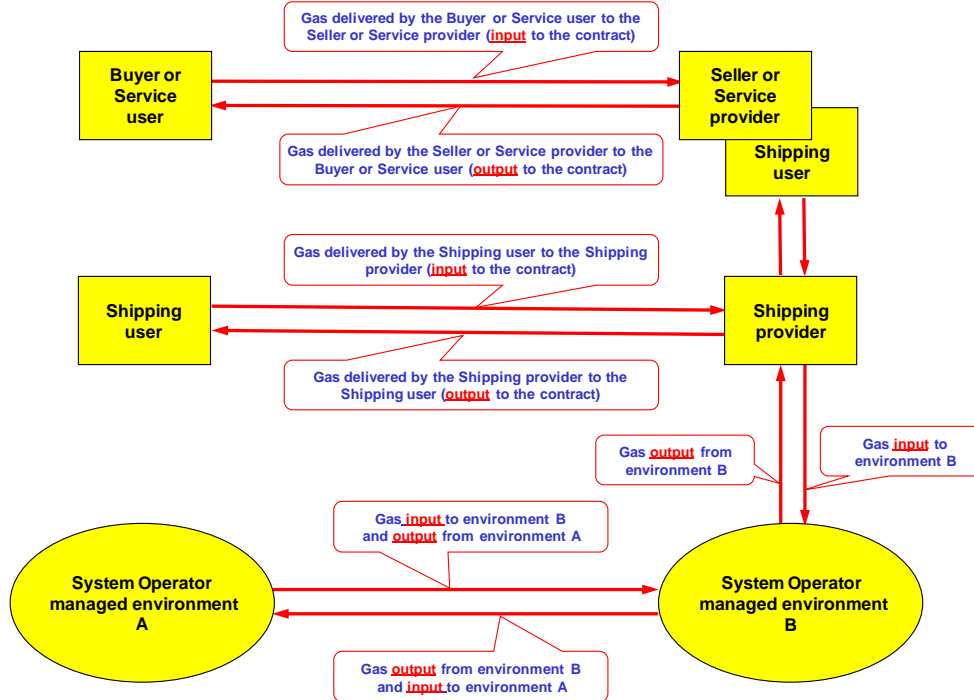 Gas delivered by the Buyer or Service user to the
Seller or Service provider (input to the contract)
Buyer or
Service
user
Seller or
Service
provider
Gas delivered by the Seller or Service provider to the
Buyer or Service user (output to the contract)
Shipping
user
Gas delivered by the Shipping user to the Shipping
provider (input to the contract)
Shipping
user
Shipping
provider
Gas delivered by the Shipping provider to the
Shipping user (output to the contract)
Gas output from
environment B
Gas input to
environment B
Gas input to environment B
and output from environment A
System Operator
managed environment
A
System Operator
managed environment
B
Gas output from environment B
and input to environment A